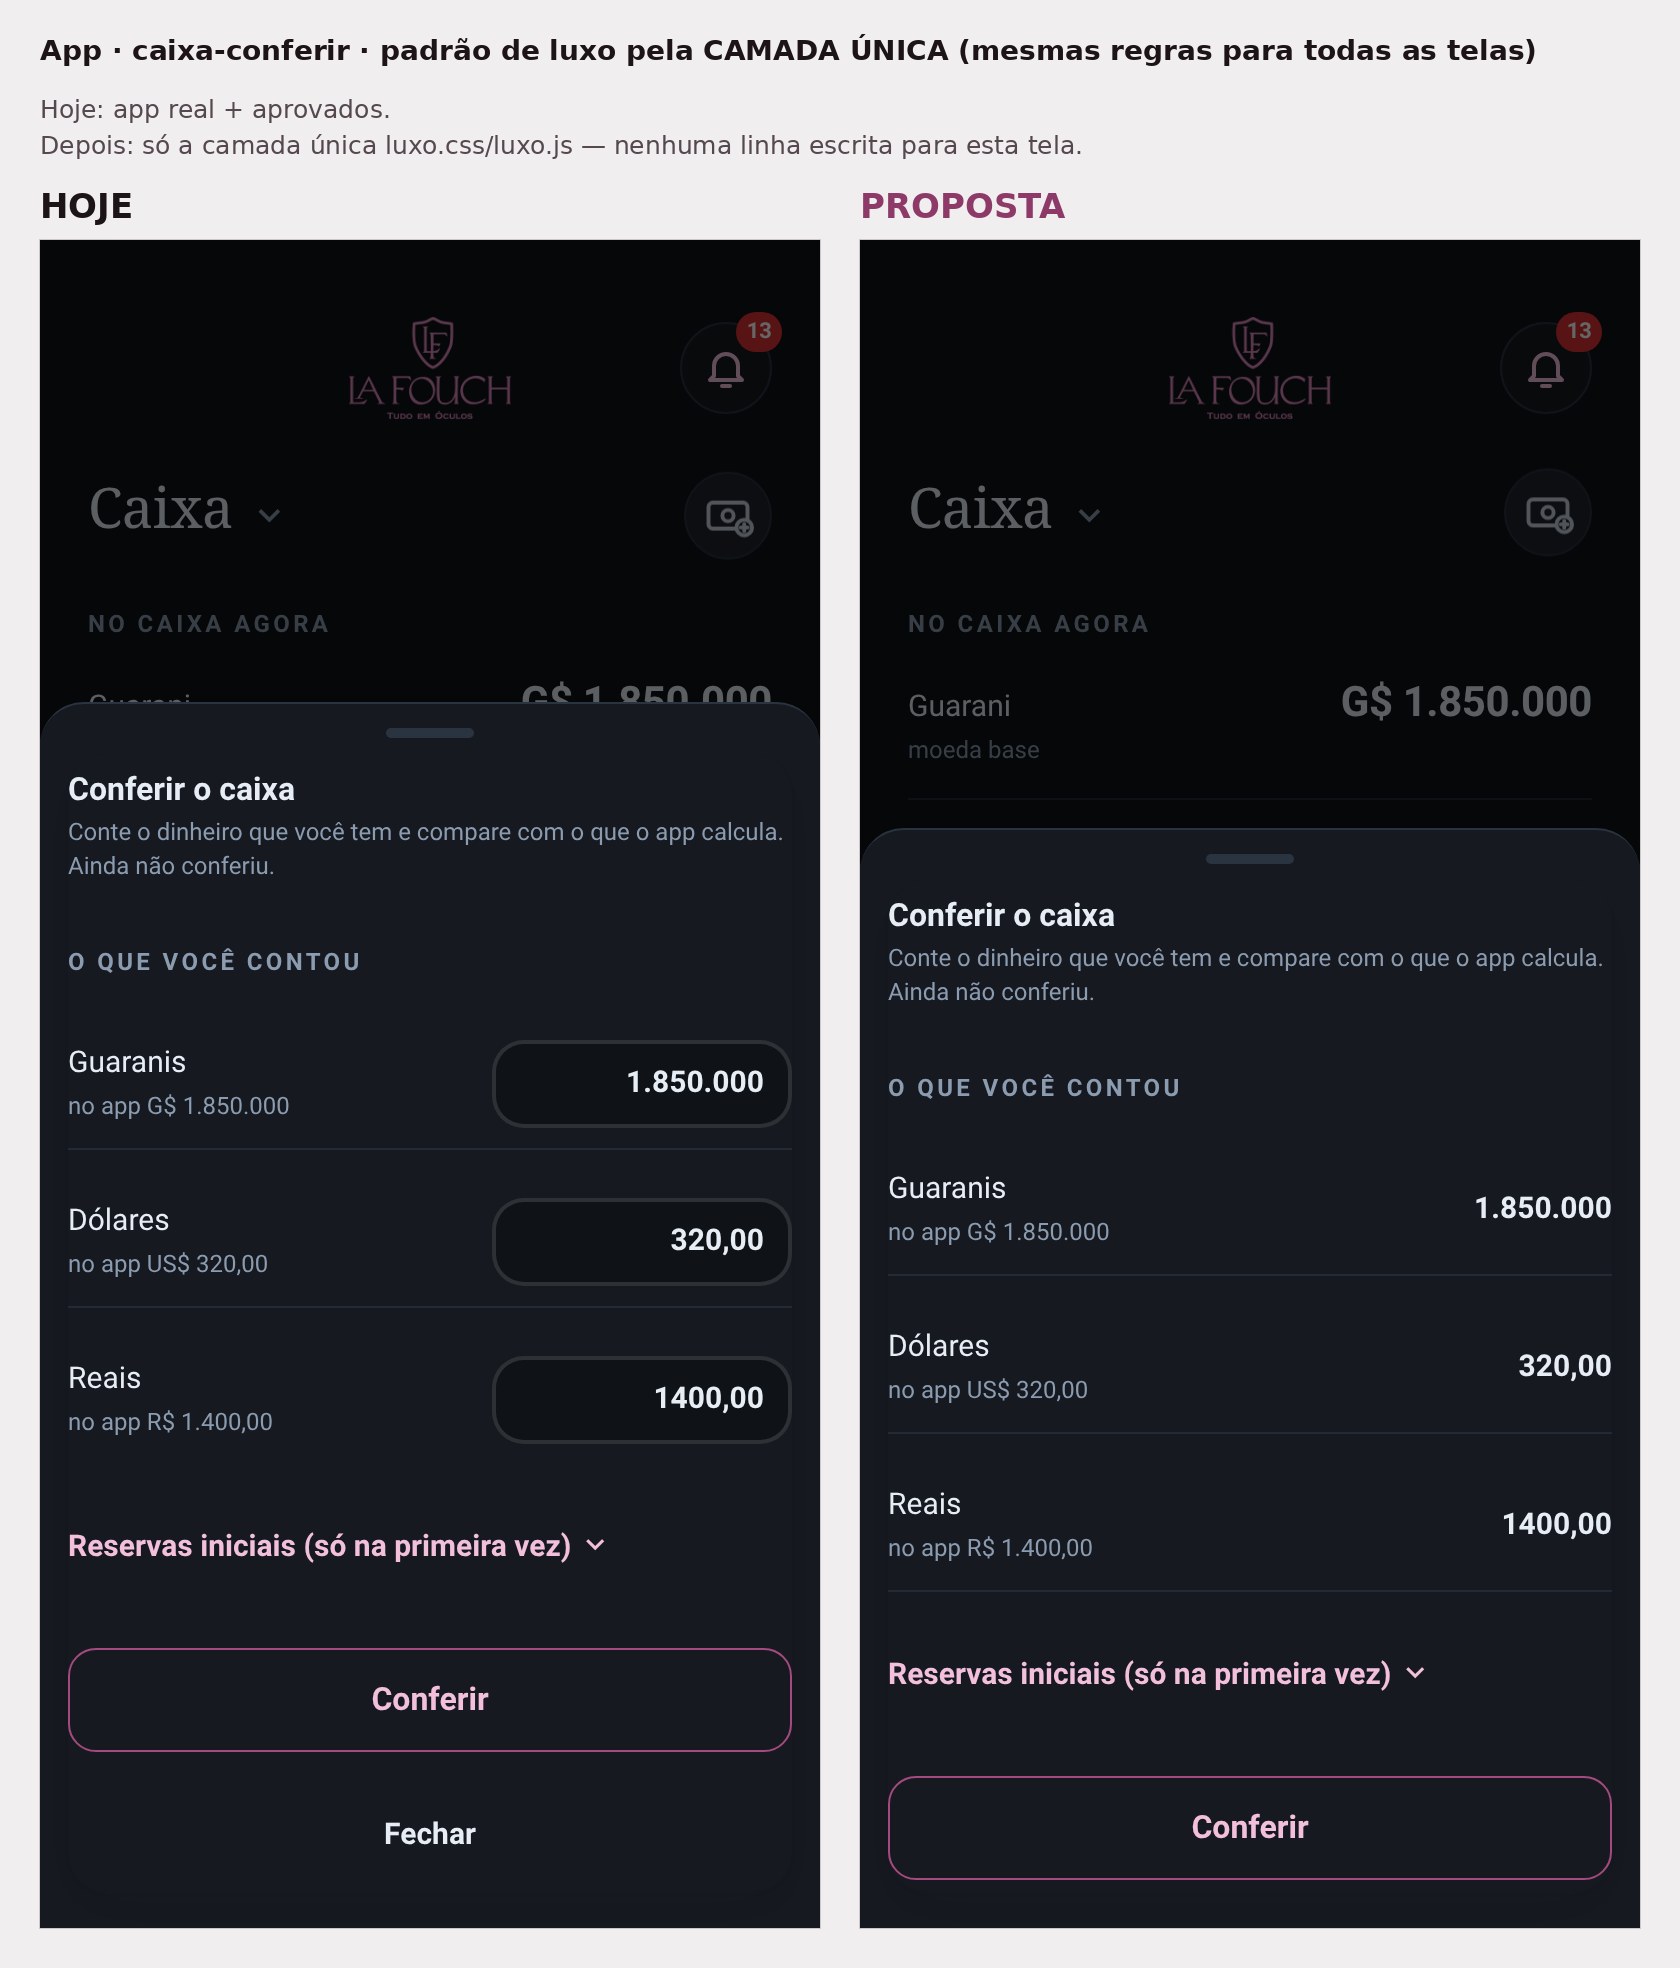 App · caixa-conferir · padrão de luxo pela CAMADA ÚNICA (mesmas regras para todas as telas)
Hoje: app real + aprovados.
Depois: só a camada única luxo.css/luxo.js — nenhuma linha escrita para esta tela.
HOJE
13
LF
LA FOUCH
TUDO EM ÓCULOS
Caixa
NO CAIXA AGORA
Guarani G$ 1.850.000
Conferir o caixa
Conte o dinheiro que você tem e compare com o que o app calcula.
Ainda não conferiu.
O QUE VOCÊ CONTOU
Guaranis 1.850.000
no app G$ 1.850.000
Dólares 320,00
no app US$ 320,00
Reais 1400,00
no app R$ 1.400,00
Reservas iniciais (só na primeira vez)
Conferir
Fechar
PROPOSTA
13
LF
LA FOUCH
TUDO EM ÓCULOS
Caixa
NO CAIXA AGORA
Guarani G$ 1.850.000
moeda base
Conferir o caixa
Conte o dinheiro que você tem e compare com o que o app calcula.
Ainda não conferiu.
O QUE VOCÊ CONTOU
Guaranis 1.850.000
no app G$ 1.850.000
Dólares 320,00
no app US$ 320,00
Reais 1400,00
no app R$ 1.400,00
Reservas iniciais (só na primeira vez)
Conferir